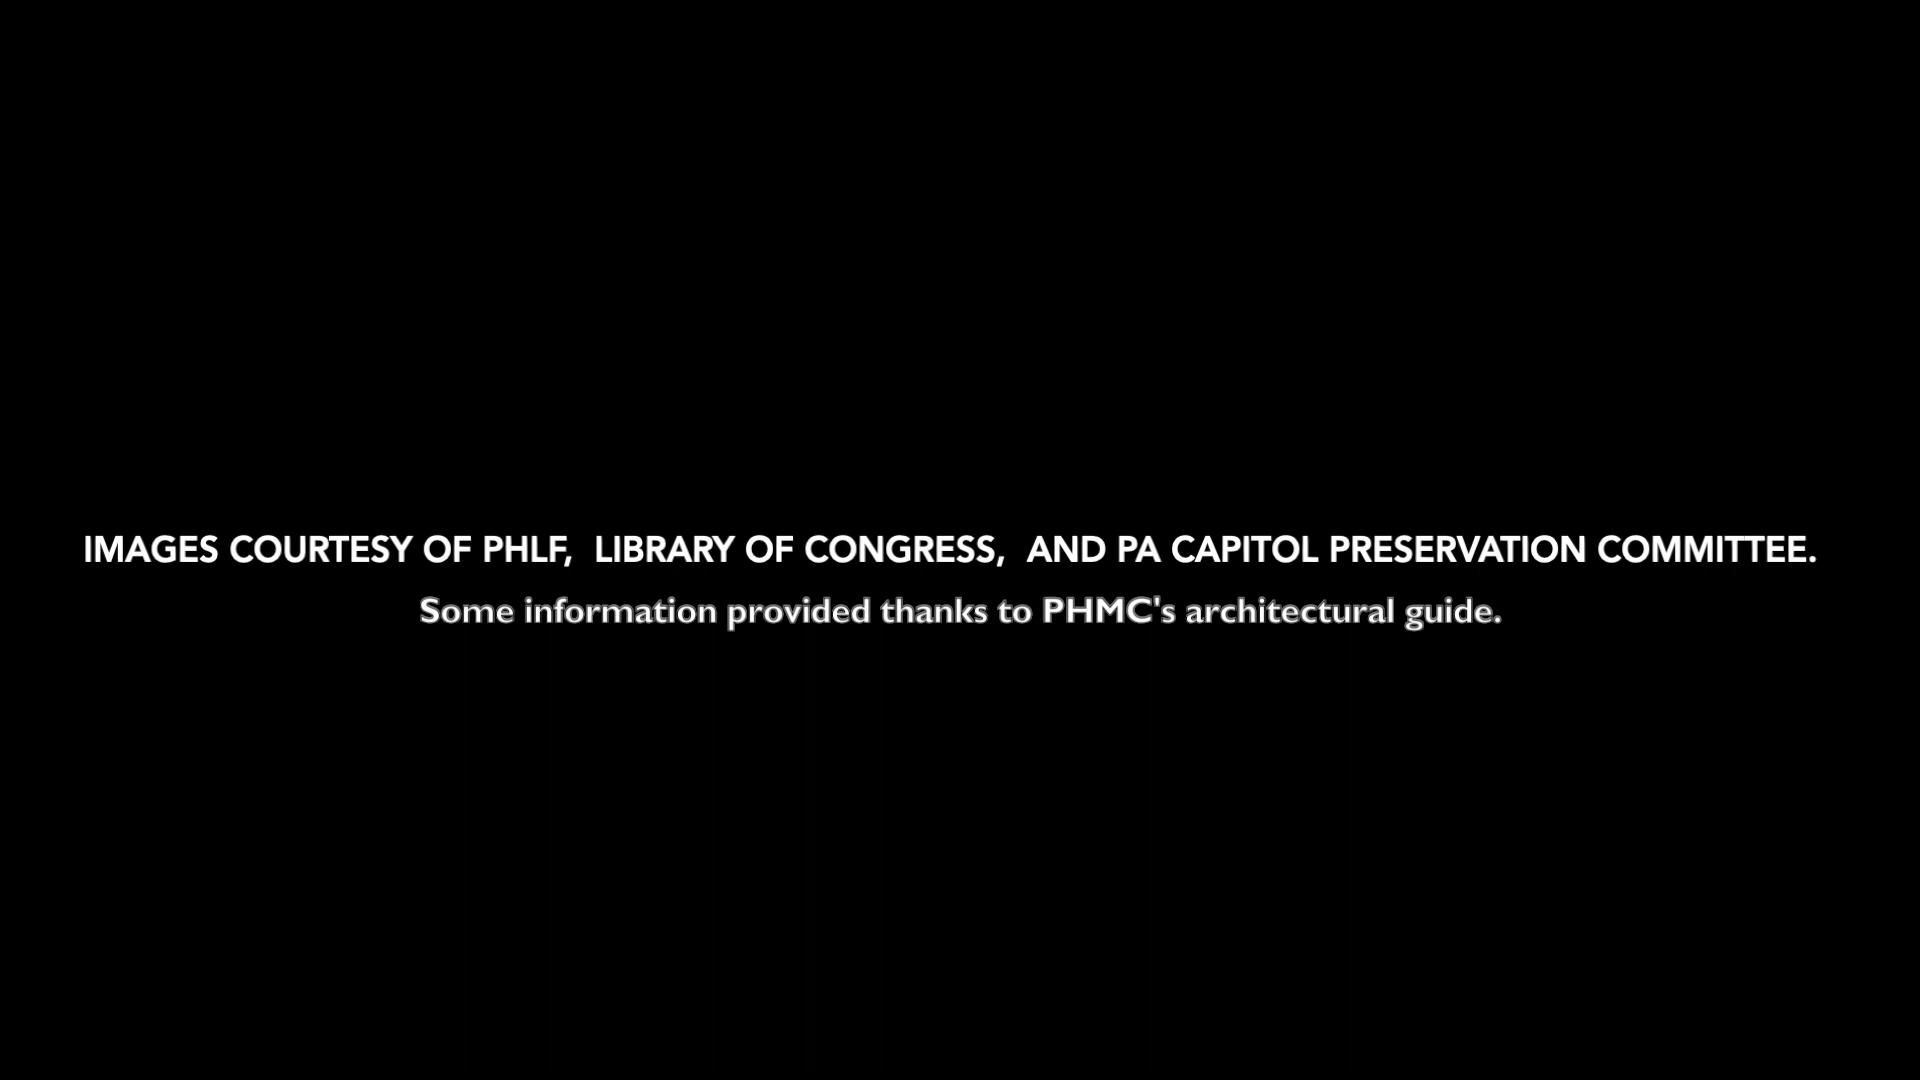 IMAGES COURTESY OF PHLF, LIBRARY OF CONGRESS, AND PA CAPITOL PRESERVATION COMMITTEE.
Some information provided thanks to PHMC's architectural guide.